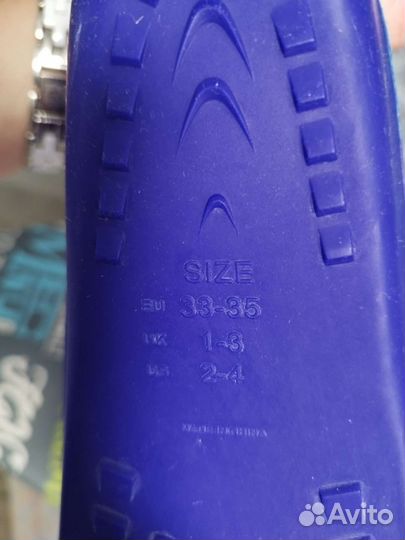 SIZE
EU 33-35
UK 1-3
US 2-4
MADE IN CHINA
Avito